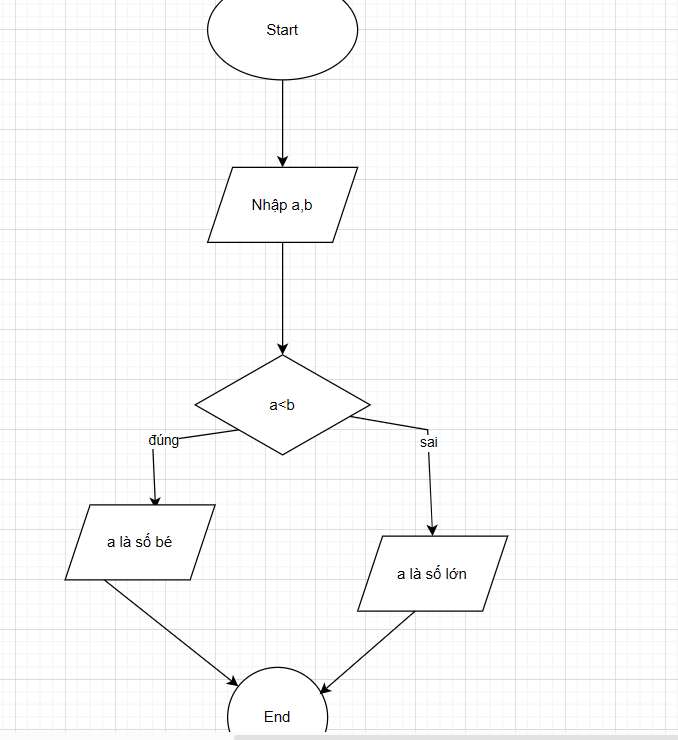 Start
Nhập a,b
a<b
đúng
sai
a là số bé
a là số lớn
End